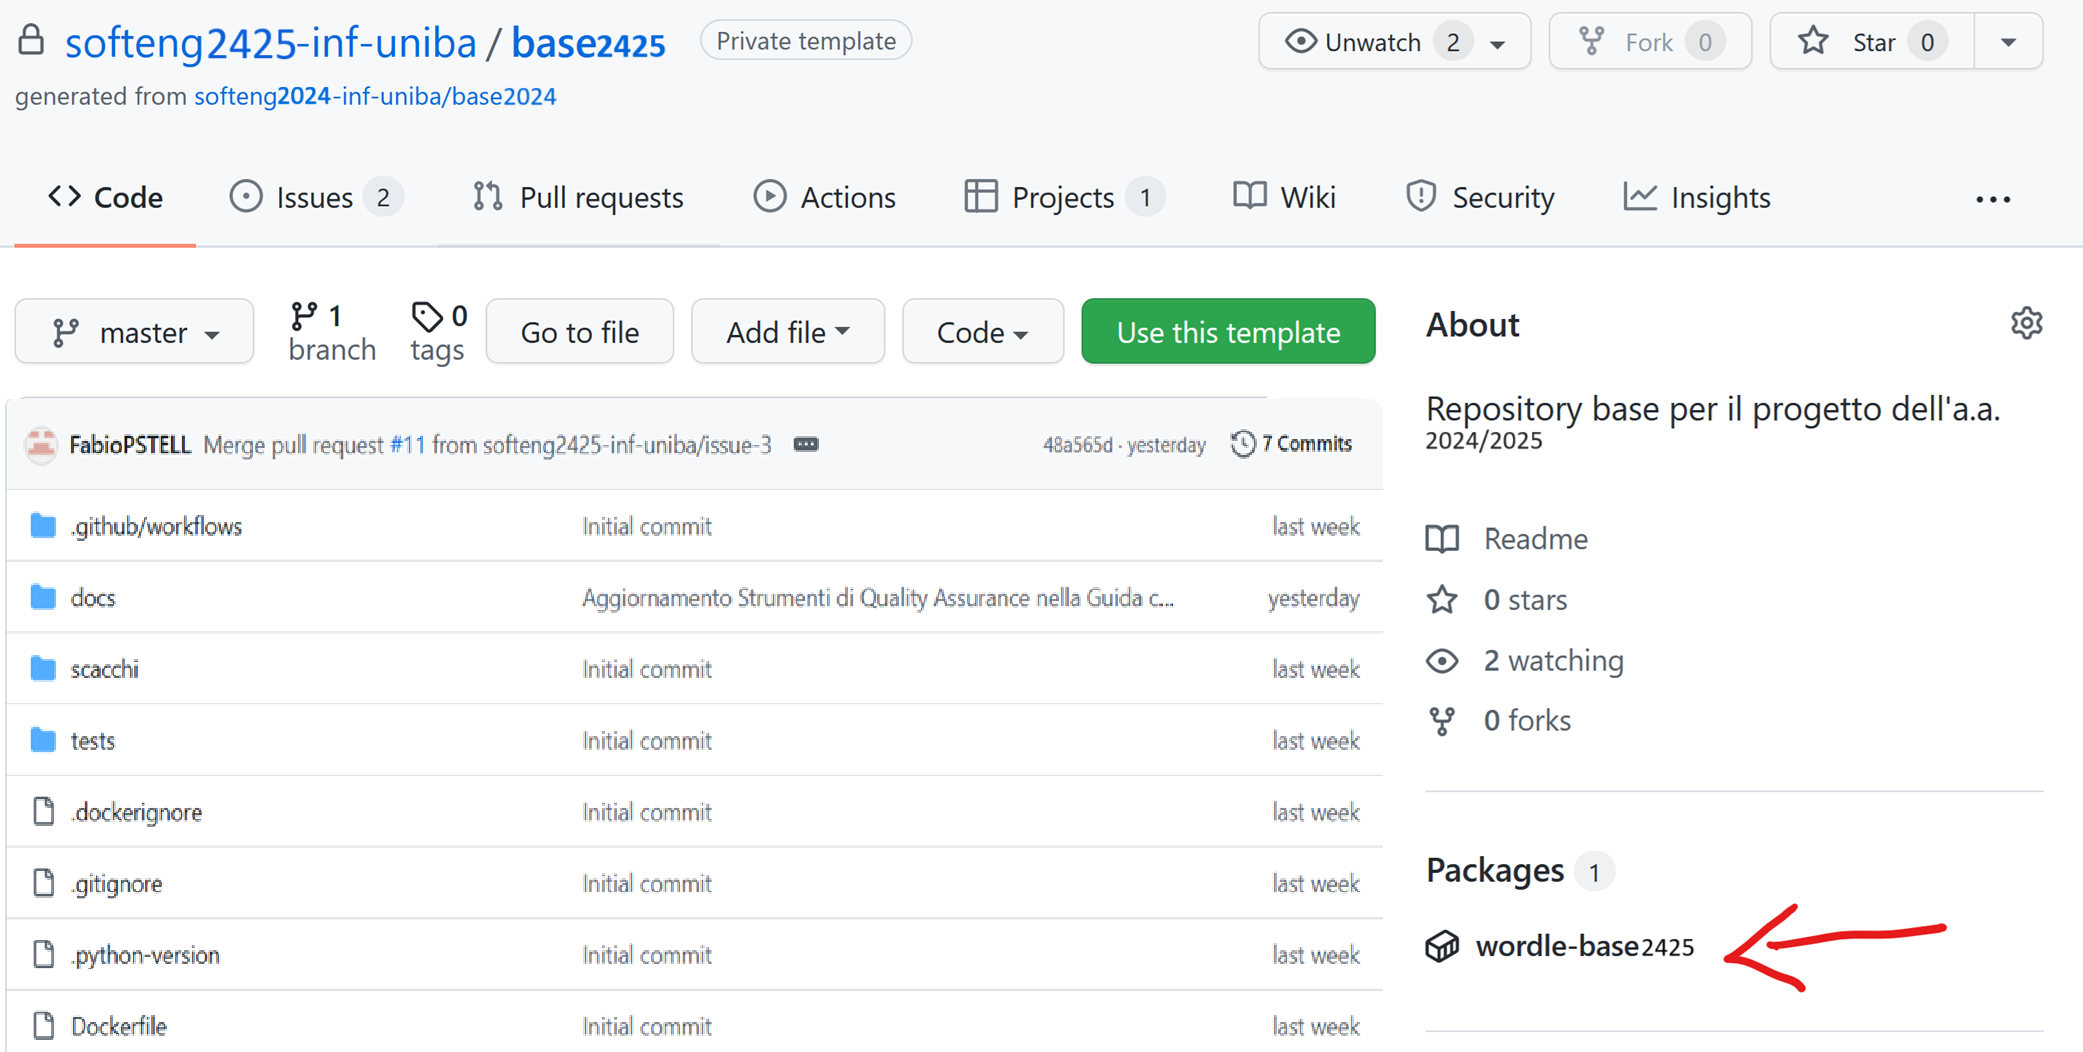 softeng2425-inf-uniba / base2425 Private template Unwatch 2 Fork 0 Star 0
generated from softeng2024-inf-uniba/base2024
Code Issues 2 Pull requests Actions Projects 1 Wiki Security Insights ...
master 1 branch 0 tags Go to file Add file Code Use this template
FabioPSTELL Merge pull request #11 from softeng2425-inf-uniba/issue-3 48a565d · yesterday 7 Commits
.github/workflows Initial commit last week
docs Aggiornamento Strumenti di Quality Assurance nella Guida c... yesterday
scacchi Initial commit last week
tests Initial commit last week
.dockerignore Initial commit last week
.gitignore Initial commit last week
.python-version Initial commit last week
Dockerfile Initial commit last week
About
Repository base per il progetto dell'a.a.
2024/2025
Readme
0 stars
2 watching
0 forks
Packages 1
wordle-base2425